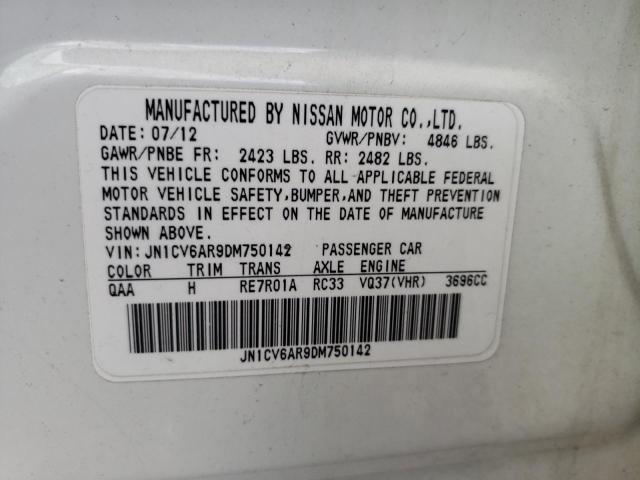 MANUFACTURED BY NISSAN MOTOR CO.,LTD.
DATE: 07/12 GVWR/PNBV: 4846 LBS.
GAWR/PNBE FR: 2423 LBS. RR: 2482 LBS.
THIS VEHICLE CONFORMS TO ALL APPLICABLE FEDERAL
MOTOR VEHICLE SAFETY,BUMPER,AND THEFT PREVENTION
STANDARDS IN EFFECT ON THE DATE OF MANUFACTURE
SHOWN ABOVE.
VIN: JN1CV6AR9DM750142 PASSENGER CAR
COLOR TRIM TRANS AXLE ENGINE
QAA H RE7R01A RC33 VQ37(VHR) 3696CC
JN1CV6AR9DM750142